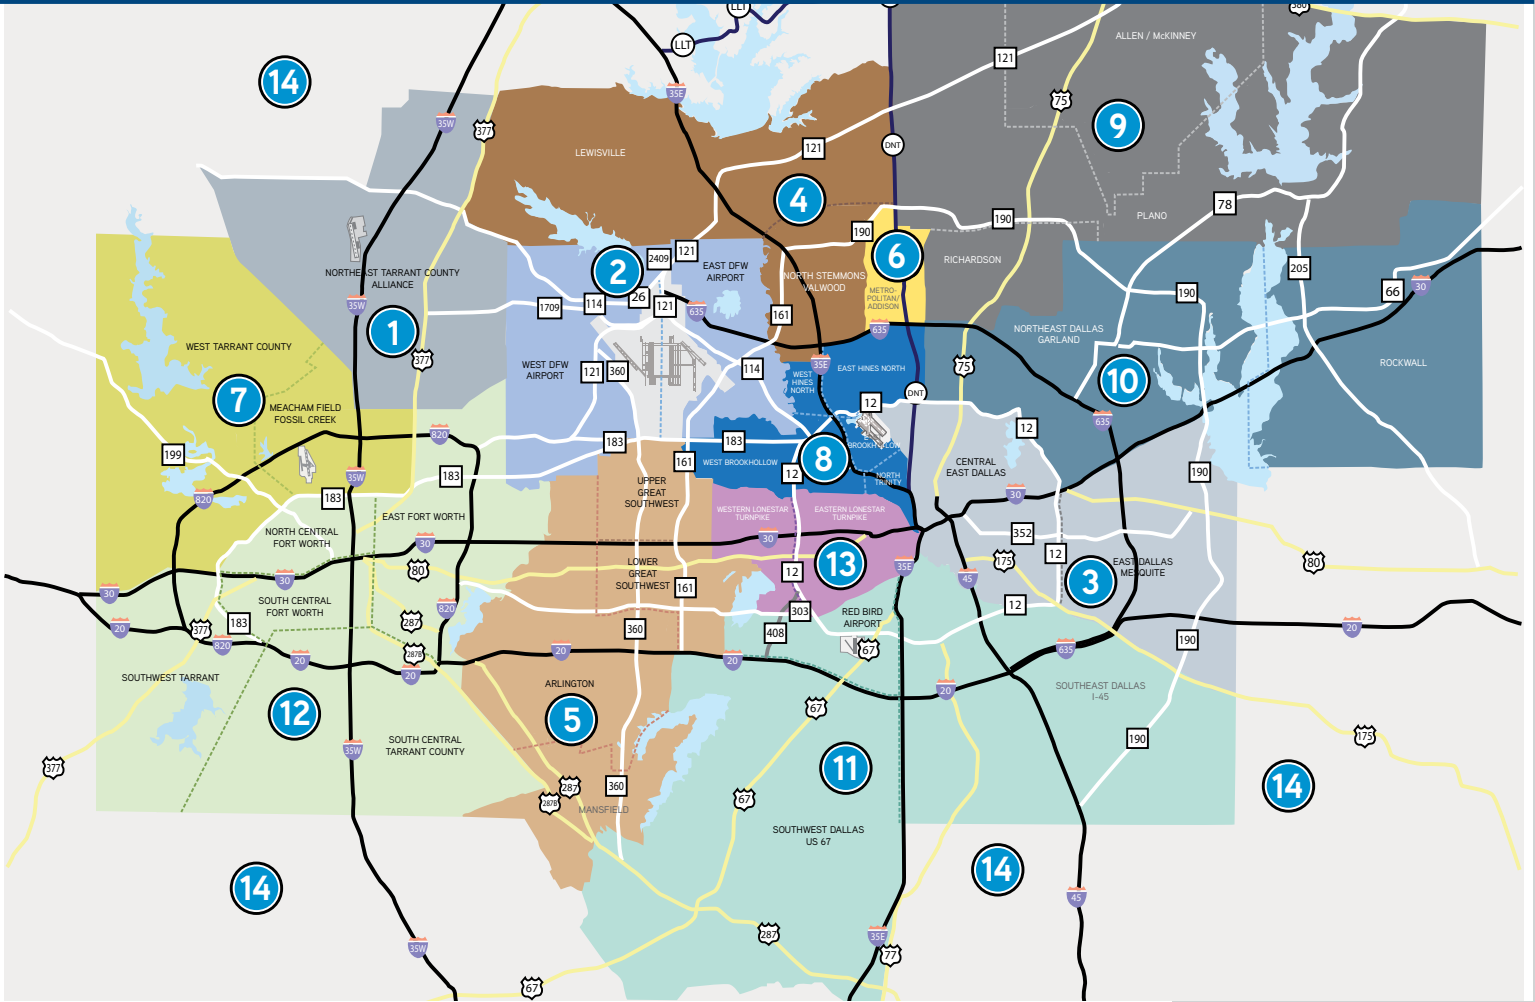 LLT
380
LLT
ALLEN / McKINNEY
121
14
35E
75
35W
377
9
DNT
121
LEWISVILLE
4
78
PLANO
190
190
121
6
2409
RICHARDSON
NORTHEAST TARRANT COUNTY
ALLIANCE
2
EAST DFW
AIRPORT
NORTH STEMMONS
VALWOOD
205
66
30
190
METRO-
POLITAN/
ADDISON
26
114
1709
121
35W
635
161
635
1
NORTHEAST DALLAS
GARLAND
WEST TARRANT COUNTY
377
ROCKWALL
35E
75
114
EAST HINES NORTH
WEST DFW
AIRPORT
121
360
WEST
HINES
NORTH
10
7
DNT
12
MEACHAM FIELD
FOSSIL CREEK
635
12
820
183
183
BROOKHOLLOW
199
8
161
WEST BROOKHOLLOW
CENTRAL
EAST DALLAS
12
190
35W
183
NORTH
TRINITY
UPPER
GREAT
SOUTHWEST
820
183
30
WESTERN LONESTAR
TURNPIKE
EASTERN LONESTAR
TURNPIKE
EAST FORT WORTH
NORTH CENTRAL
FORT WORTH
352
30
30
12
80
175
13
35E
EAST DALLAS
MESQUITE
80
LOWER
GREAT
SOUTHWEST
12
45
3
30
161
30
SOUTH CENTRAL
FORT WORTH
820
12
303
RED BIRD
AIRPORT
183
287
20
377
360
408
20
190
820
67
635
287B
20
20
20
20
SOUTHWEST TARRANT
ARLINGTON
20
SOUTHEAST DALLAS
I-45
12
5
67
35W
SOUTH CENTRAL
TARRANT COUNTY
190
175
377
11
14
287
360
287B
67
MANSFIELD
SOUTHWEST DALLAS
US 67
14
14
45
287
35E
35W
77
67